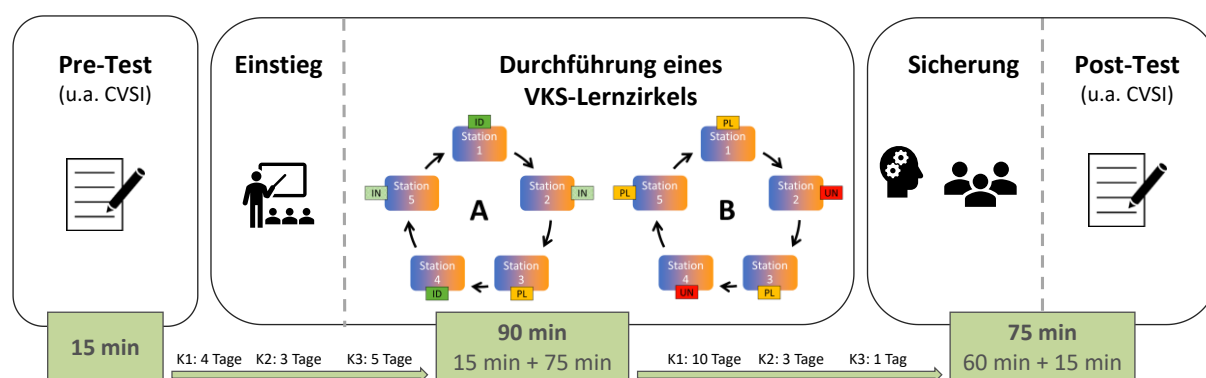 Pre-Test
(u.a. CVSI)
Einstieg
Durchführung eines
VKS-Lernzirkels
ID
Station
1
Station
2
IN
Station
3
PL
Station
4
ID
IN
Station
5
A
PL
Station
1
Station
2
UN
Station
3
PL
Station
4
UN
PL
Station
5
B
Sicherung
Post-Test
(u.a. CVSI)
15 min
K1: 4 Tage K2: 3 Tage K3: 5 Tage
90 min
15 min + 75 min
K1: 10 Tage K2: 3 Tage K3: 1 Tag
75 min
60 min + 15 min